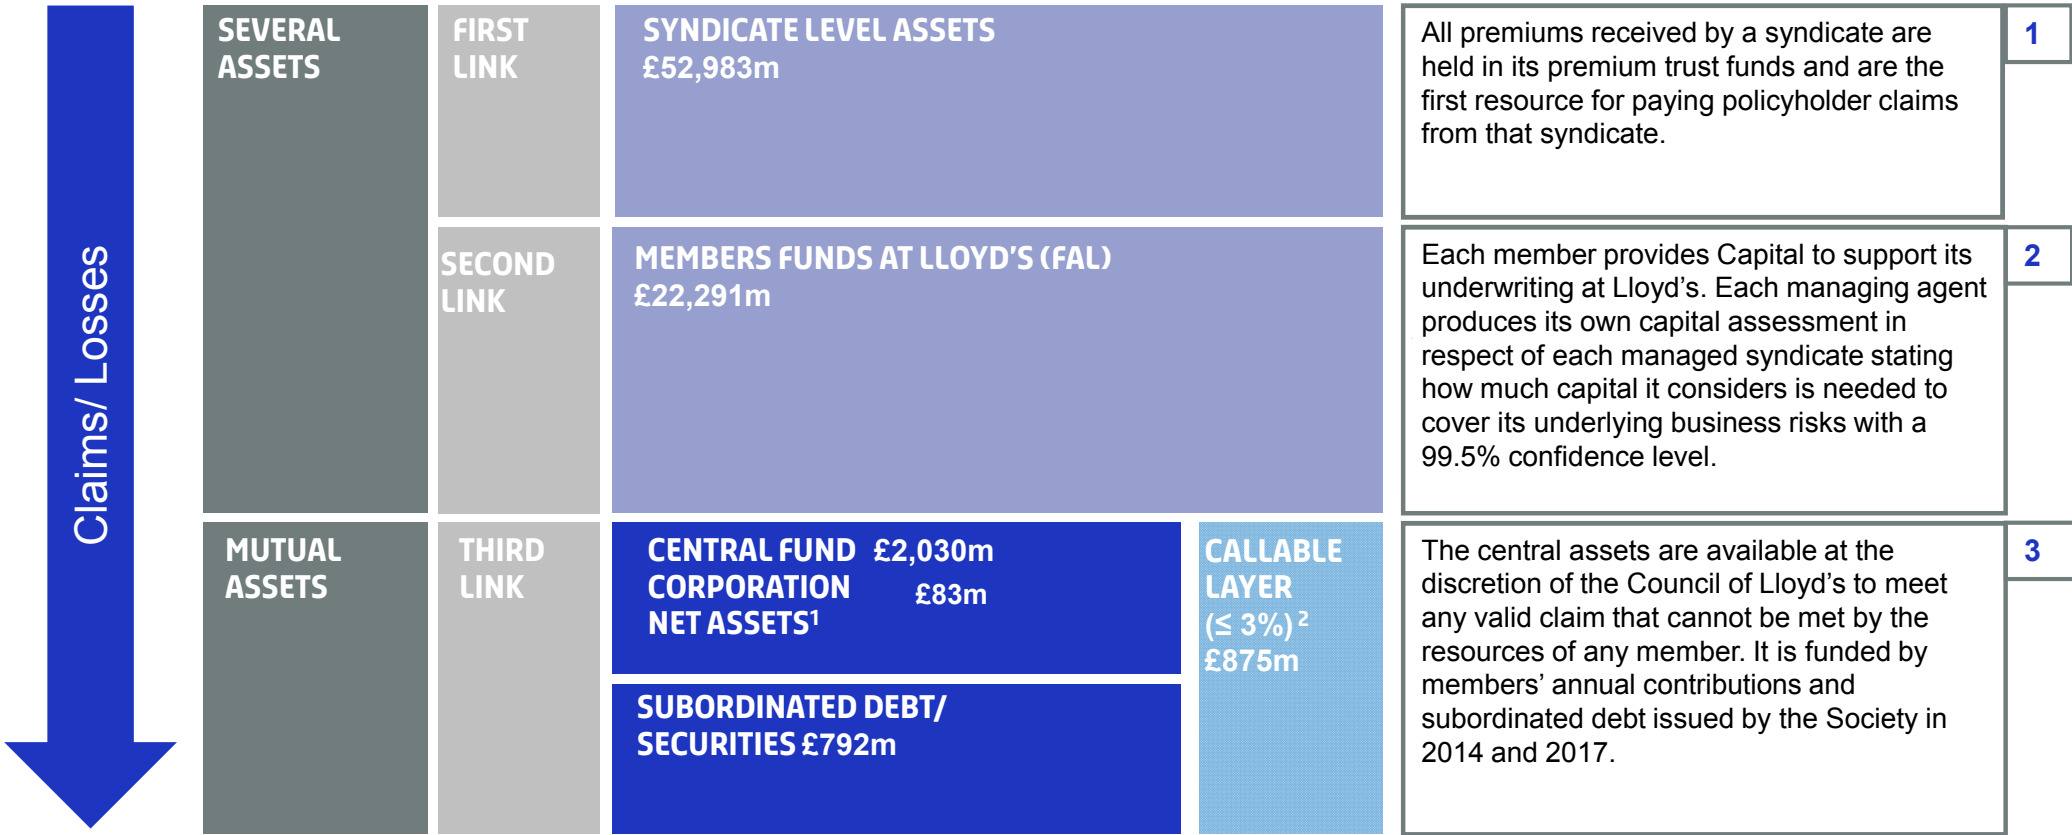 Claims/ Losses
SEVERAL
ASSETS
FIRST
LINK
SYNDICATE LEVEL ASSETS
£52,983m
All premiums received by a syndicate are
held in its premium trust funds and are the
first resource for paying policyholder claims
from that syndicate.
1
SECOND
LINK
MEMBERS FUNDS AT LLOYD'S (FAL)
£22,291m
Each member provides Capital to support its
underwriting at Lloyd's. Each managing agent
produces its own capital assessment in
respect of each managed syndicate stating
how much capital it considers is needed to
cover its underlying business risks with a
99.5% confidence level.
2
MUTUAL
ASSETS
THIRD
LINK
CENTRAL FUND £2,030m
CORPORATION £83m
NET ASSETS¹
SUBORDINATED DEBT/
SECURITIES £792m
CALLABLE
LAYER
(≤ 3%) ²
£875m
The central assets are available at the
discretion of the Council of Lloyd's to meet
any valid claim that cannot be met by the
resources of any member. It is funded by
members' annual contributions and
subordinated debt issued by the Society in
2014 and 2017.
3